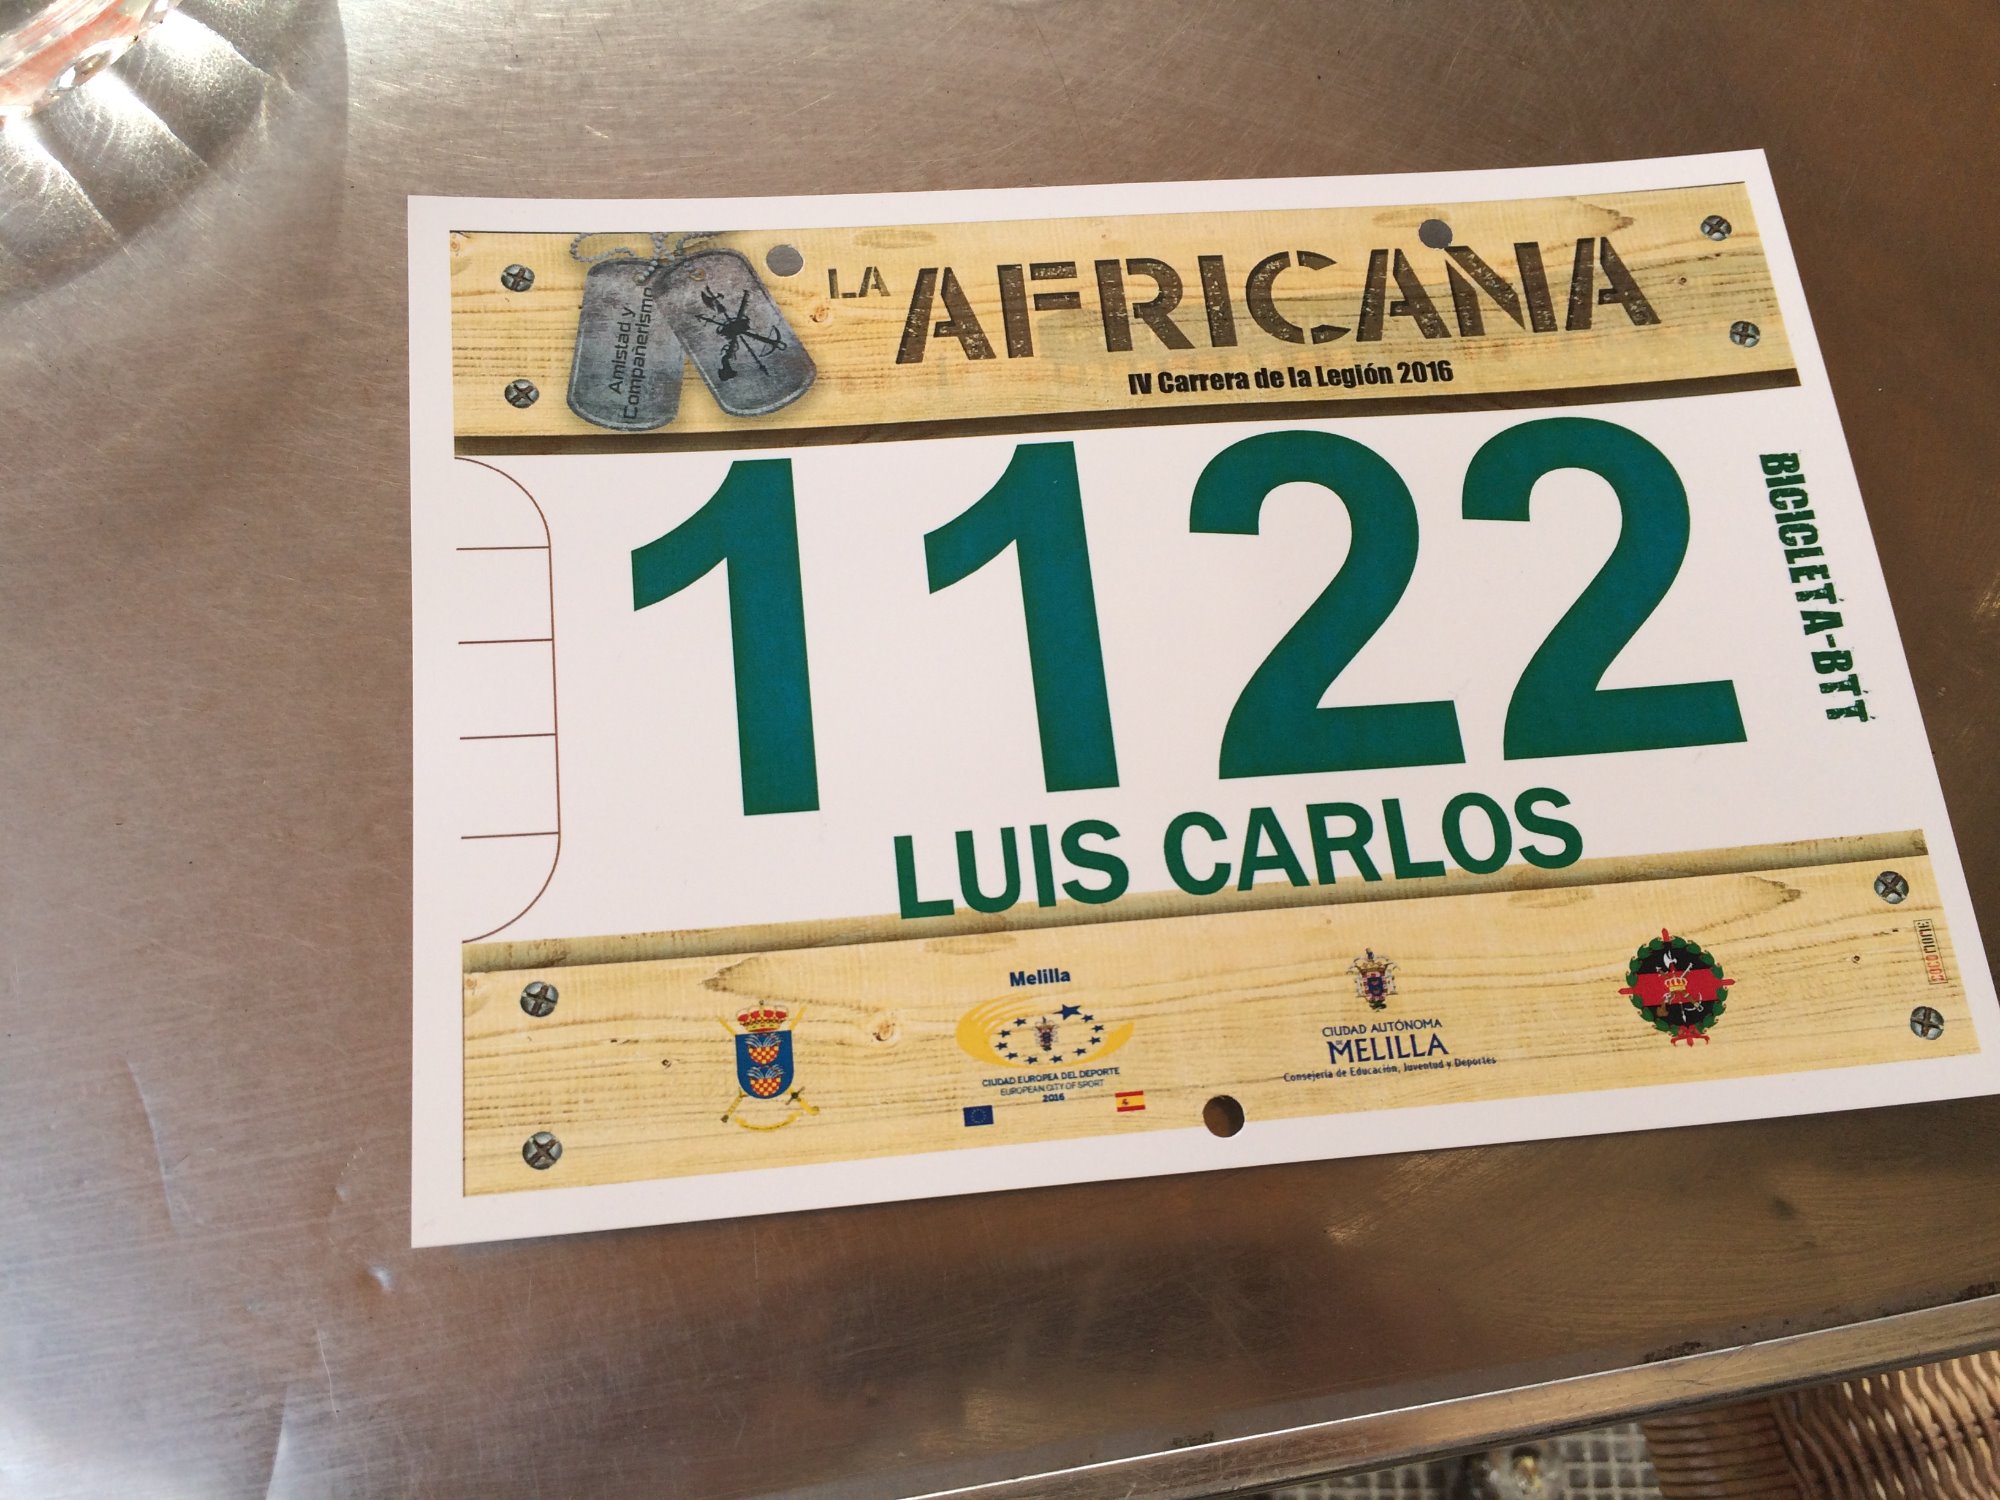 Amistad y
Compañerismo
LA AFRICANA
IV Carrera de la Legión 2016
1122
BICICLETA-BTT
LUIS CARLOS
Melilla
CIUDAD EUROPEA DEL DEPORTE
EUROPEAN CITY OF SPORT
2016
CIUDAD AUTÓNOMA
DE
MELILLA
Consejería de Educación, Juventud y Deportes